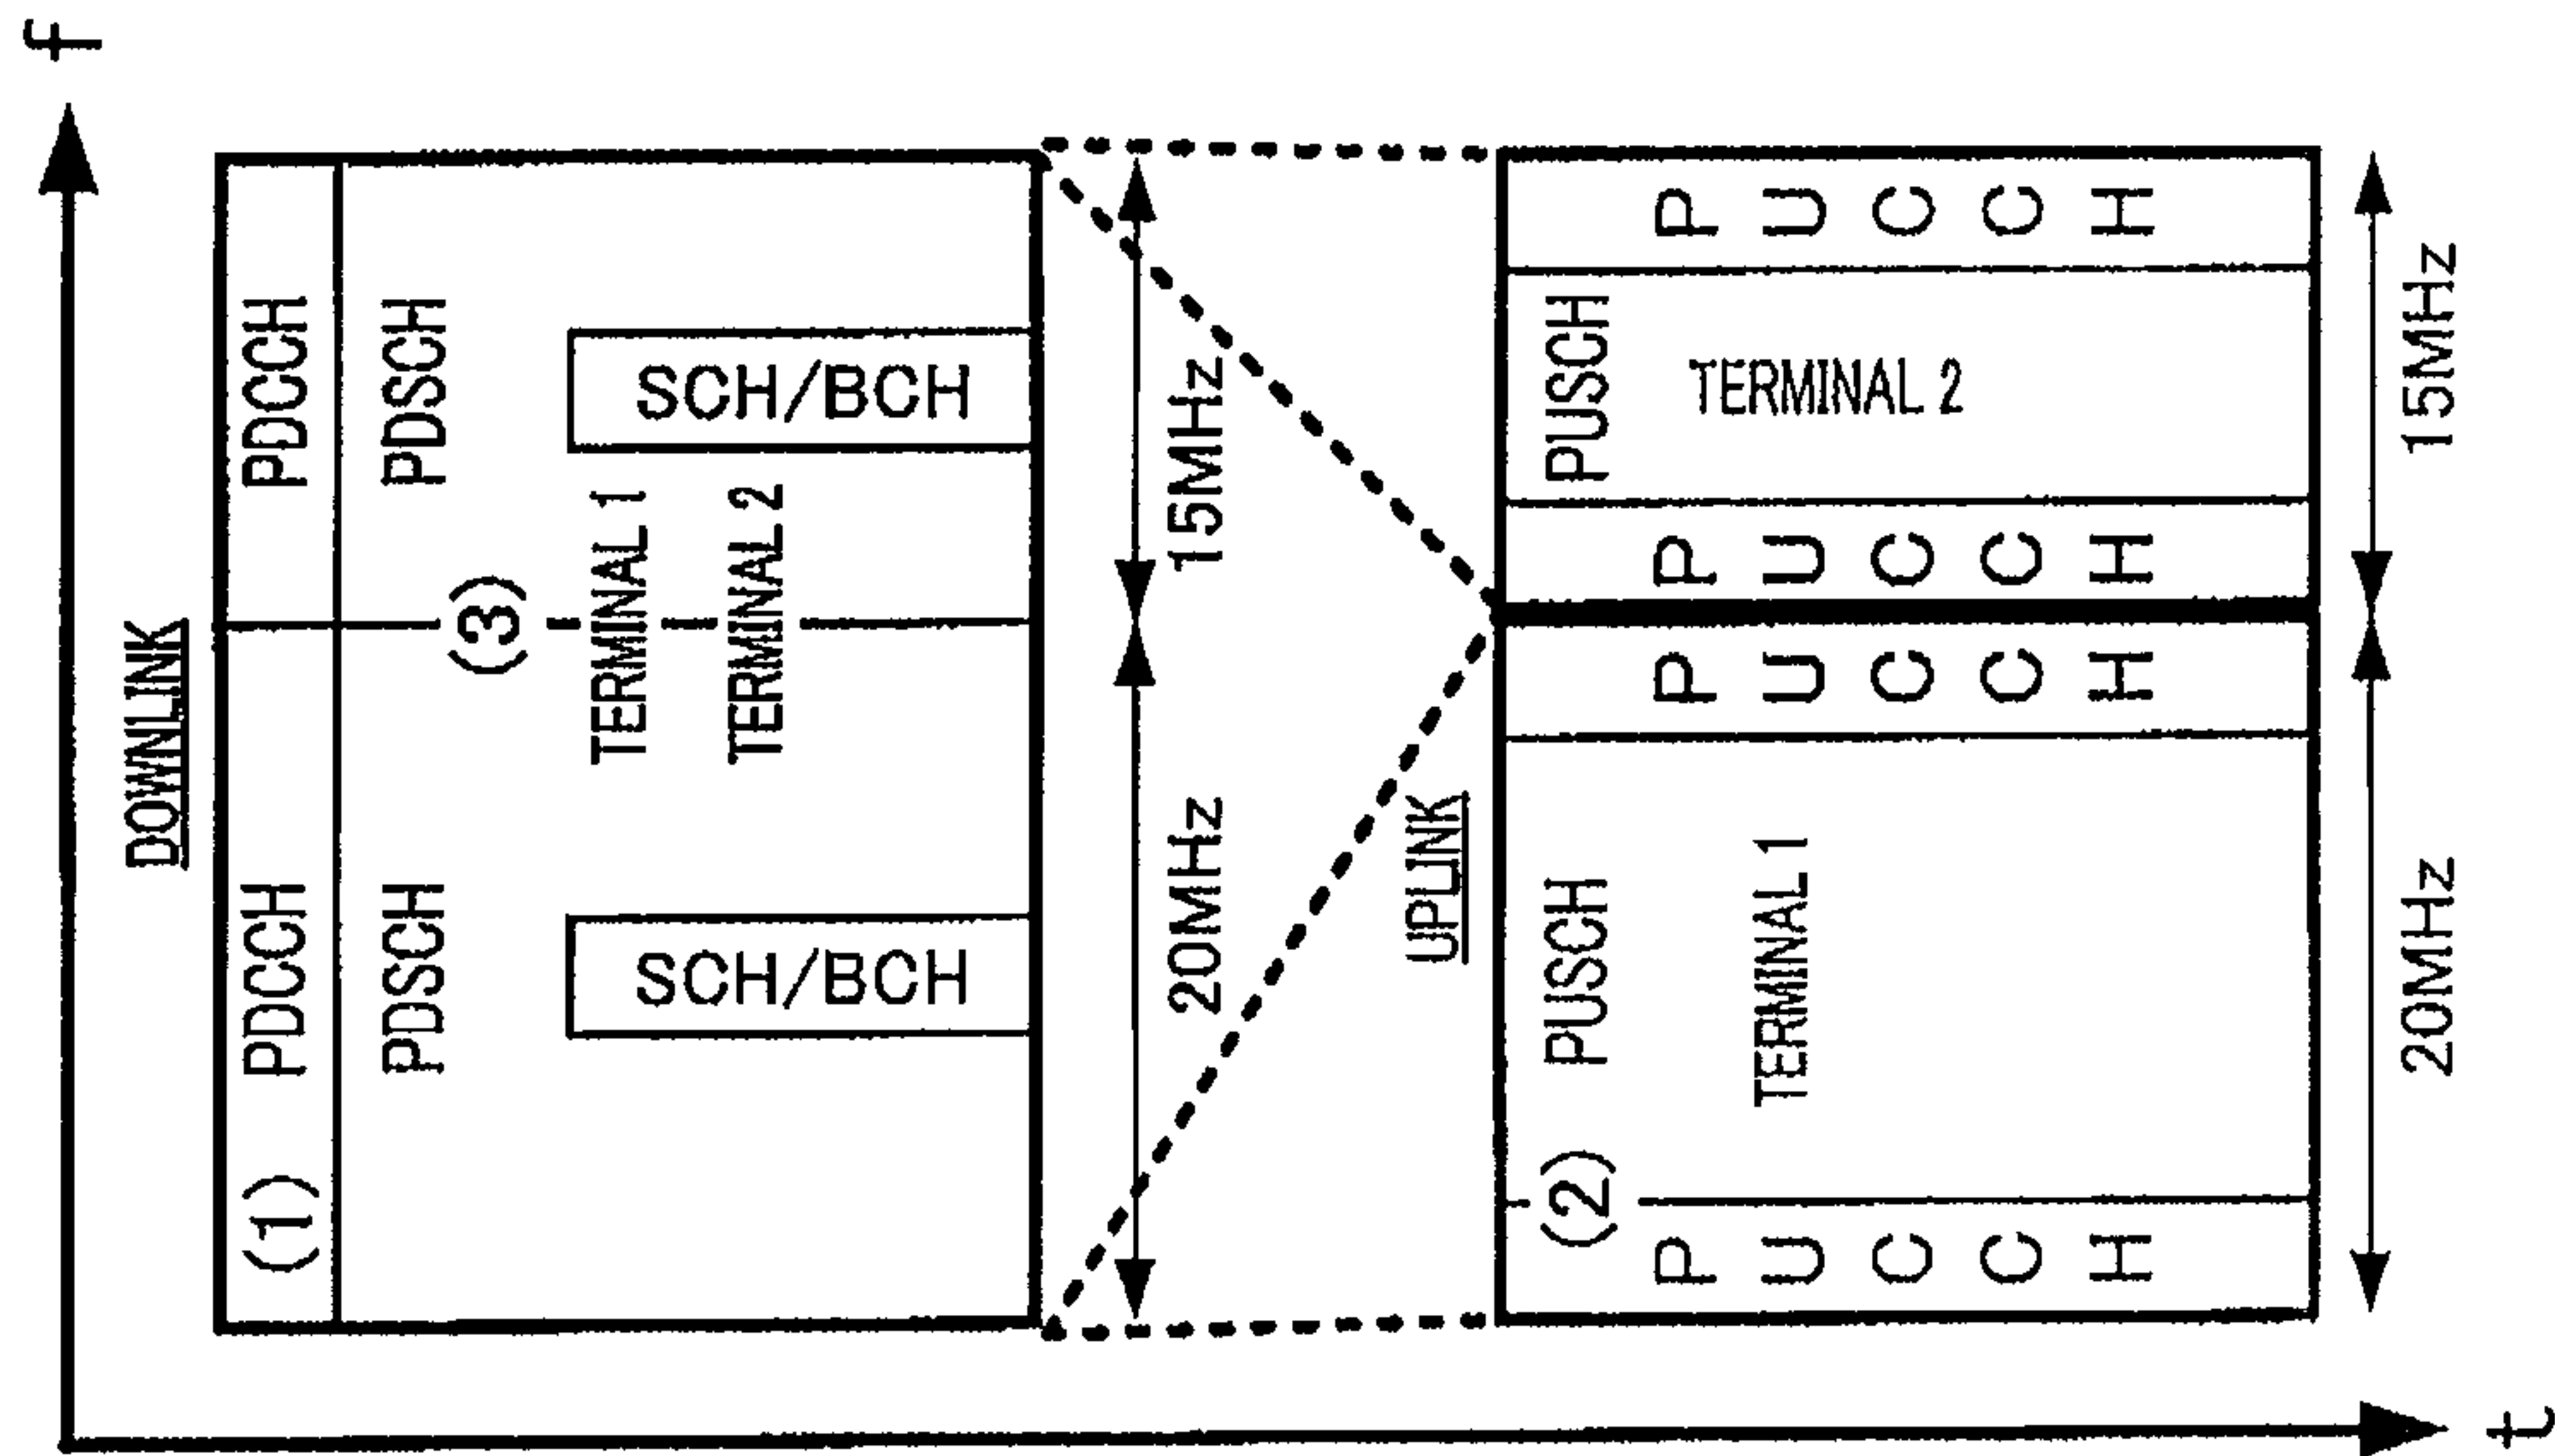 f
DOWNLINK
(1) PDCCH PDCCH
PDSCH PDSCH
(3)
TERMINAL 1
TERMINAL 2
SCH/BCH
SCH/BCH
20MHz 15MHz
UPLINK
(2) PUSCH PUSCH
TERMINAL 1
TERMINAL 2
PUCCH
PUCCH
PUCCH
PUCCH
20MHz 15MHz
t